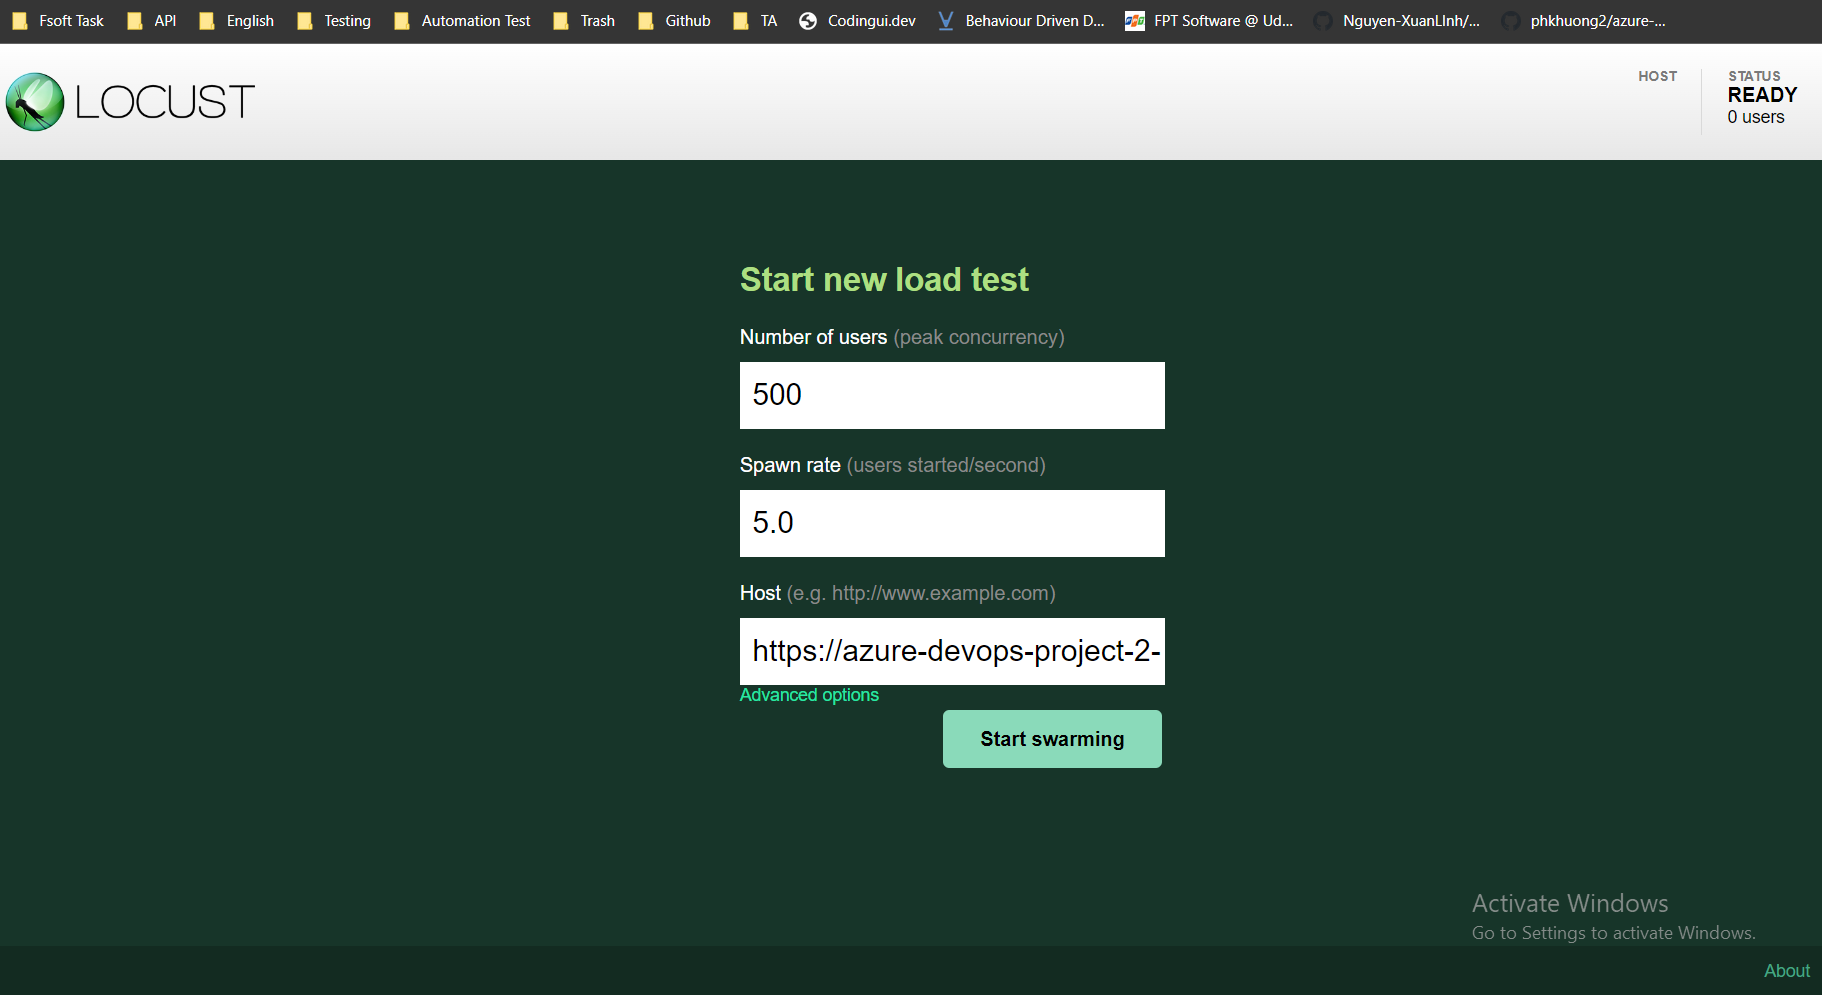 Fsoft Task API English Testing Automation Test Trash Github TA Codingui.dev Behaviour Driven D... FPT Software @ Ud... Nguyen-XuanLInh/... phkhuong2/azure-...
LOCUST
HOST
STATUS
READY
0 users
Start new load test
Number of users (peak concurrency)
500
Spawn rate (users started/second)
5.0
Host (e.g. http://www.example.com)
https://azure-devops-project-2-
Advanced options
Start swarming
Activate Windows
Go to Settings to activate Windows.
About